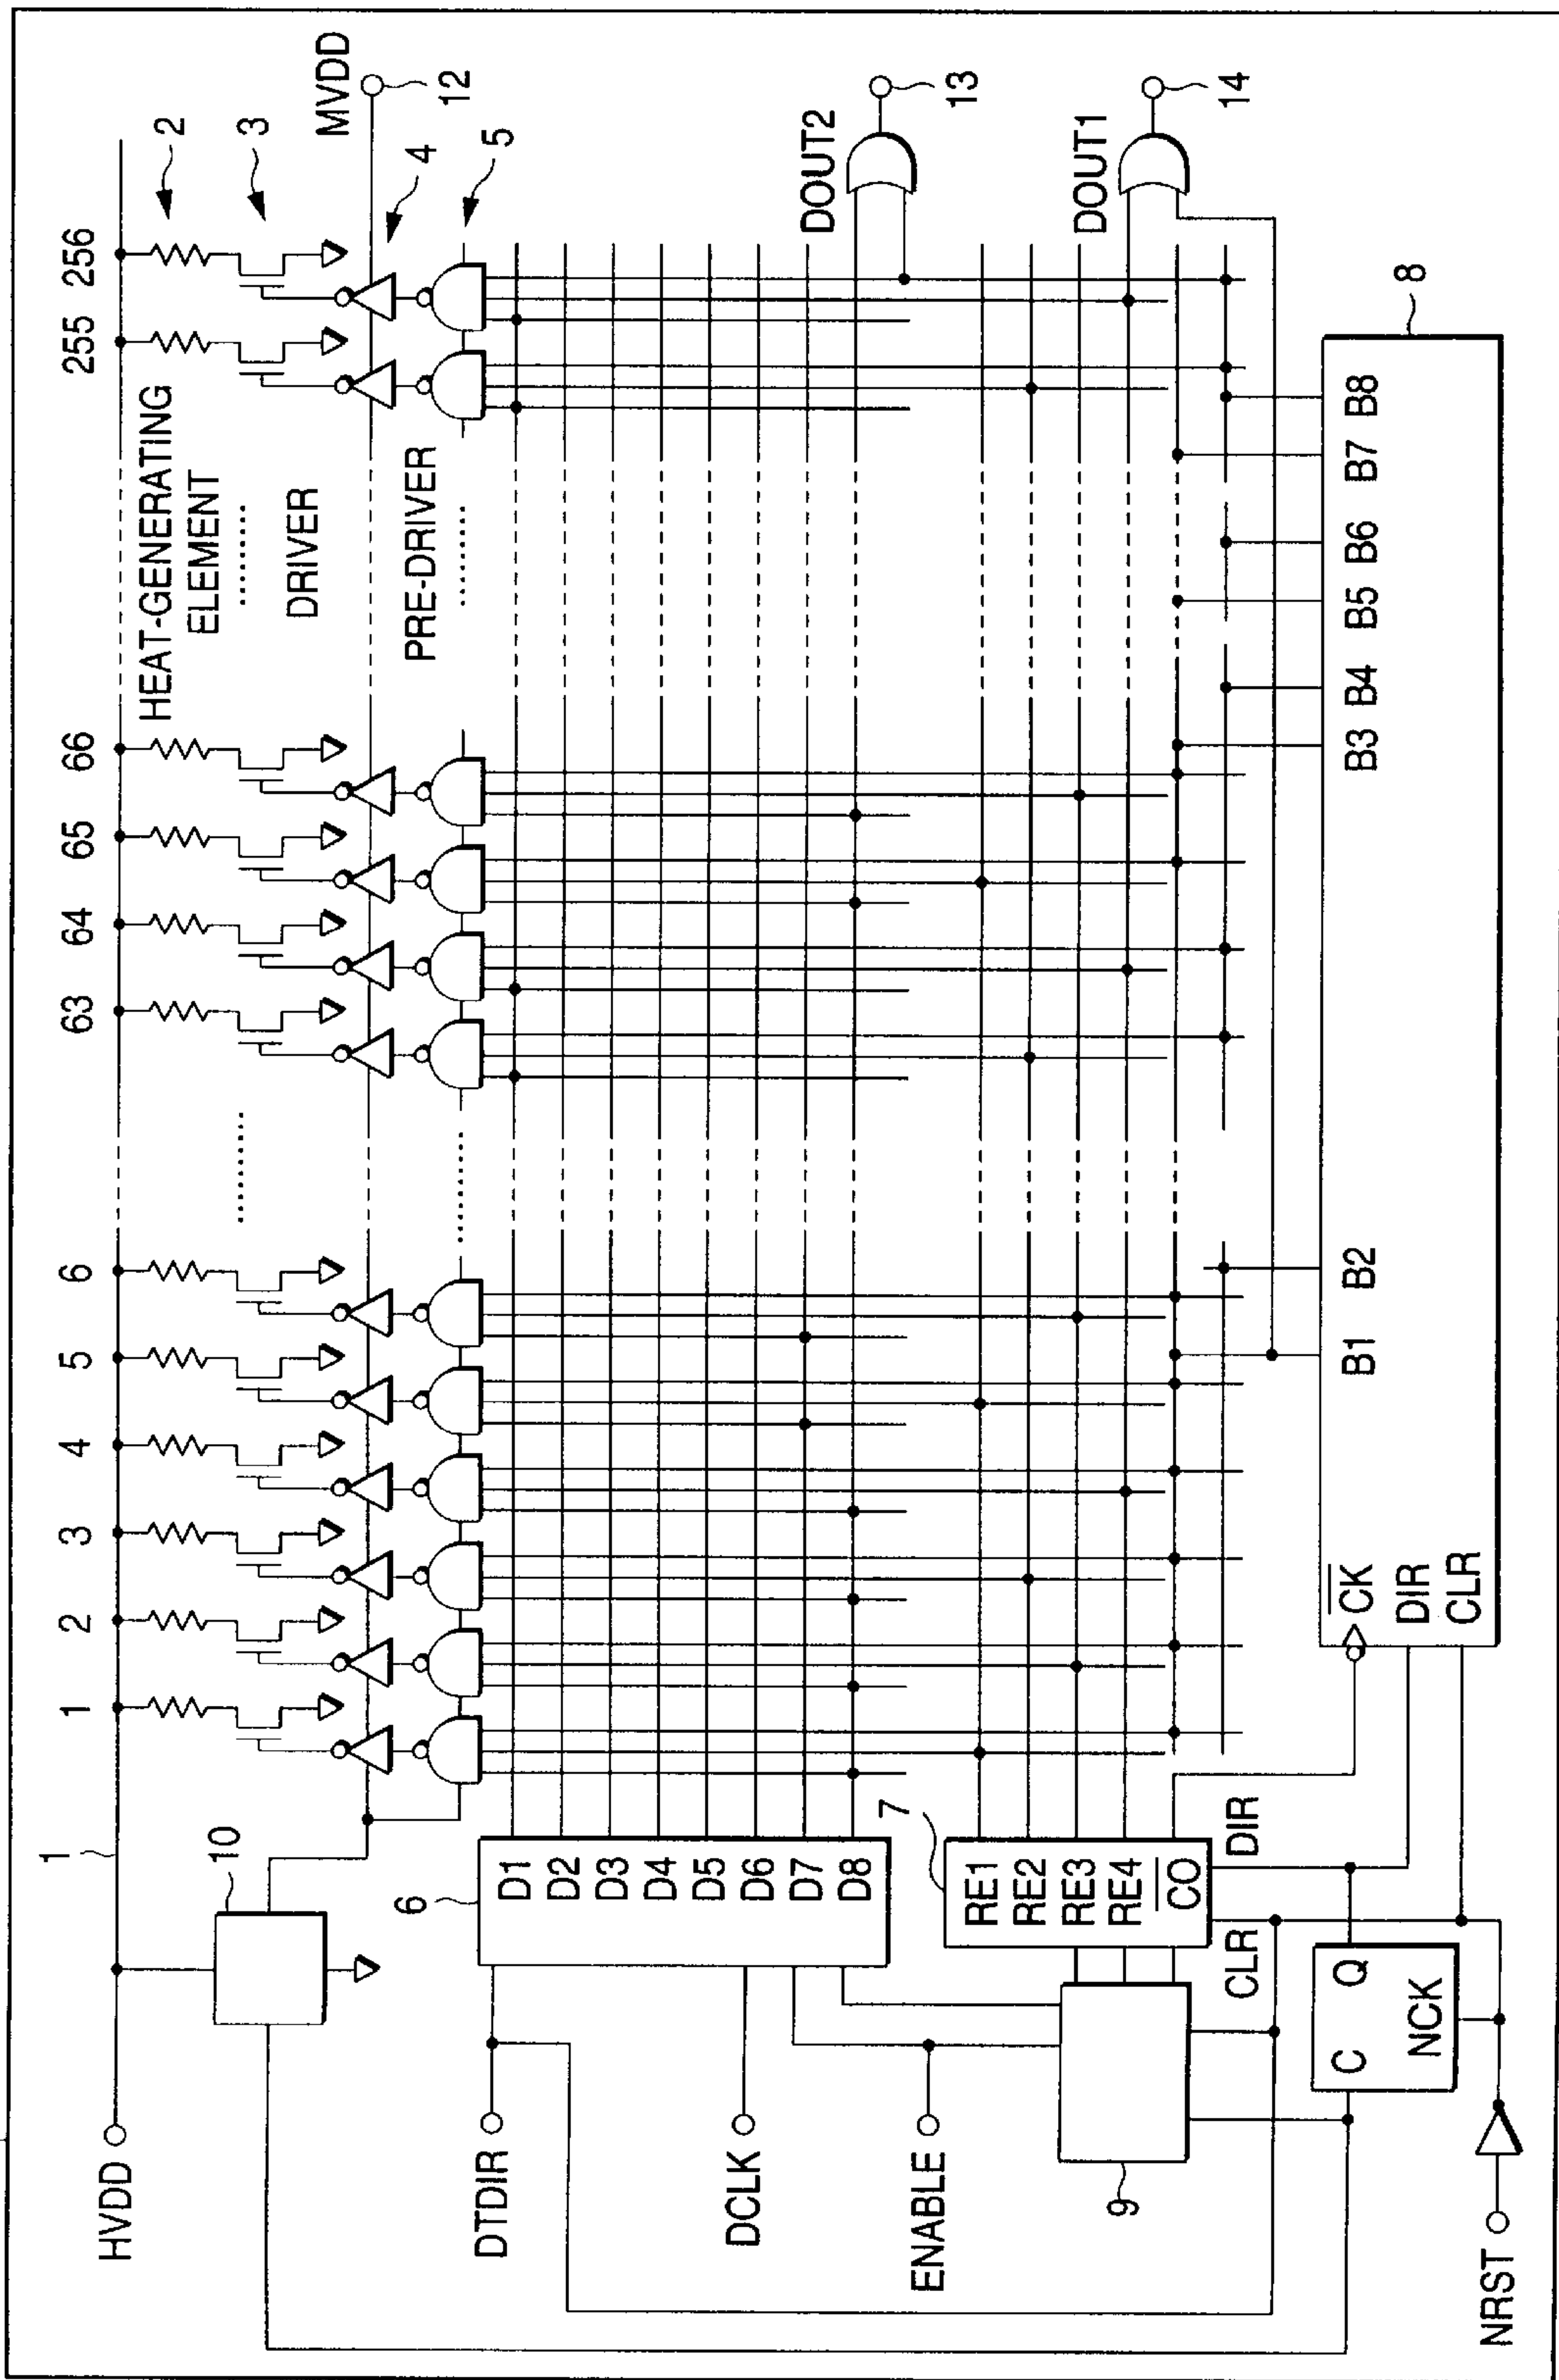 1 2 3 4 5 6 63 64 65 66 255 256
HVDD
1
10
HEAT-GENERATING
ELEMENT
.........
DRIVER
PRE-DRIVER
.........
.........
.........
2
3
MVDD
12
4
5
DTDIR
DCLK
ENABLE
6
D1
D2
D3
D4
D5
D6
D7
D8
DOUT2
13
7
RE1
RE2
RE3
RE4
CO
DIR
CLR
DOUT1
14
9
C Q
NCK
NRST
CK
DIR
CLR
B1 B2 B3 B4 B5 B6 B7 B8
8